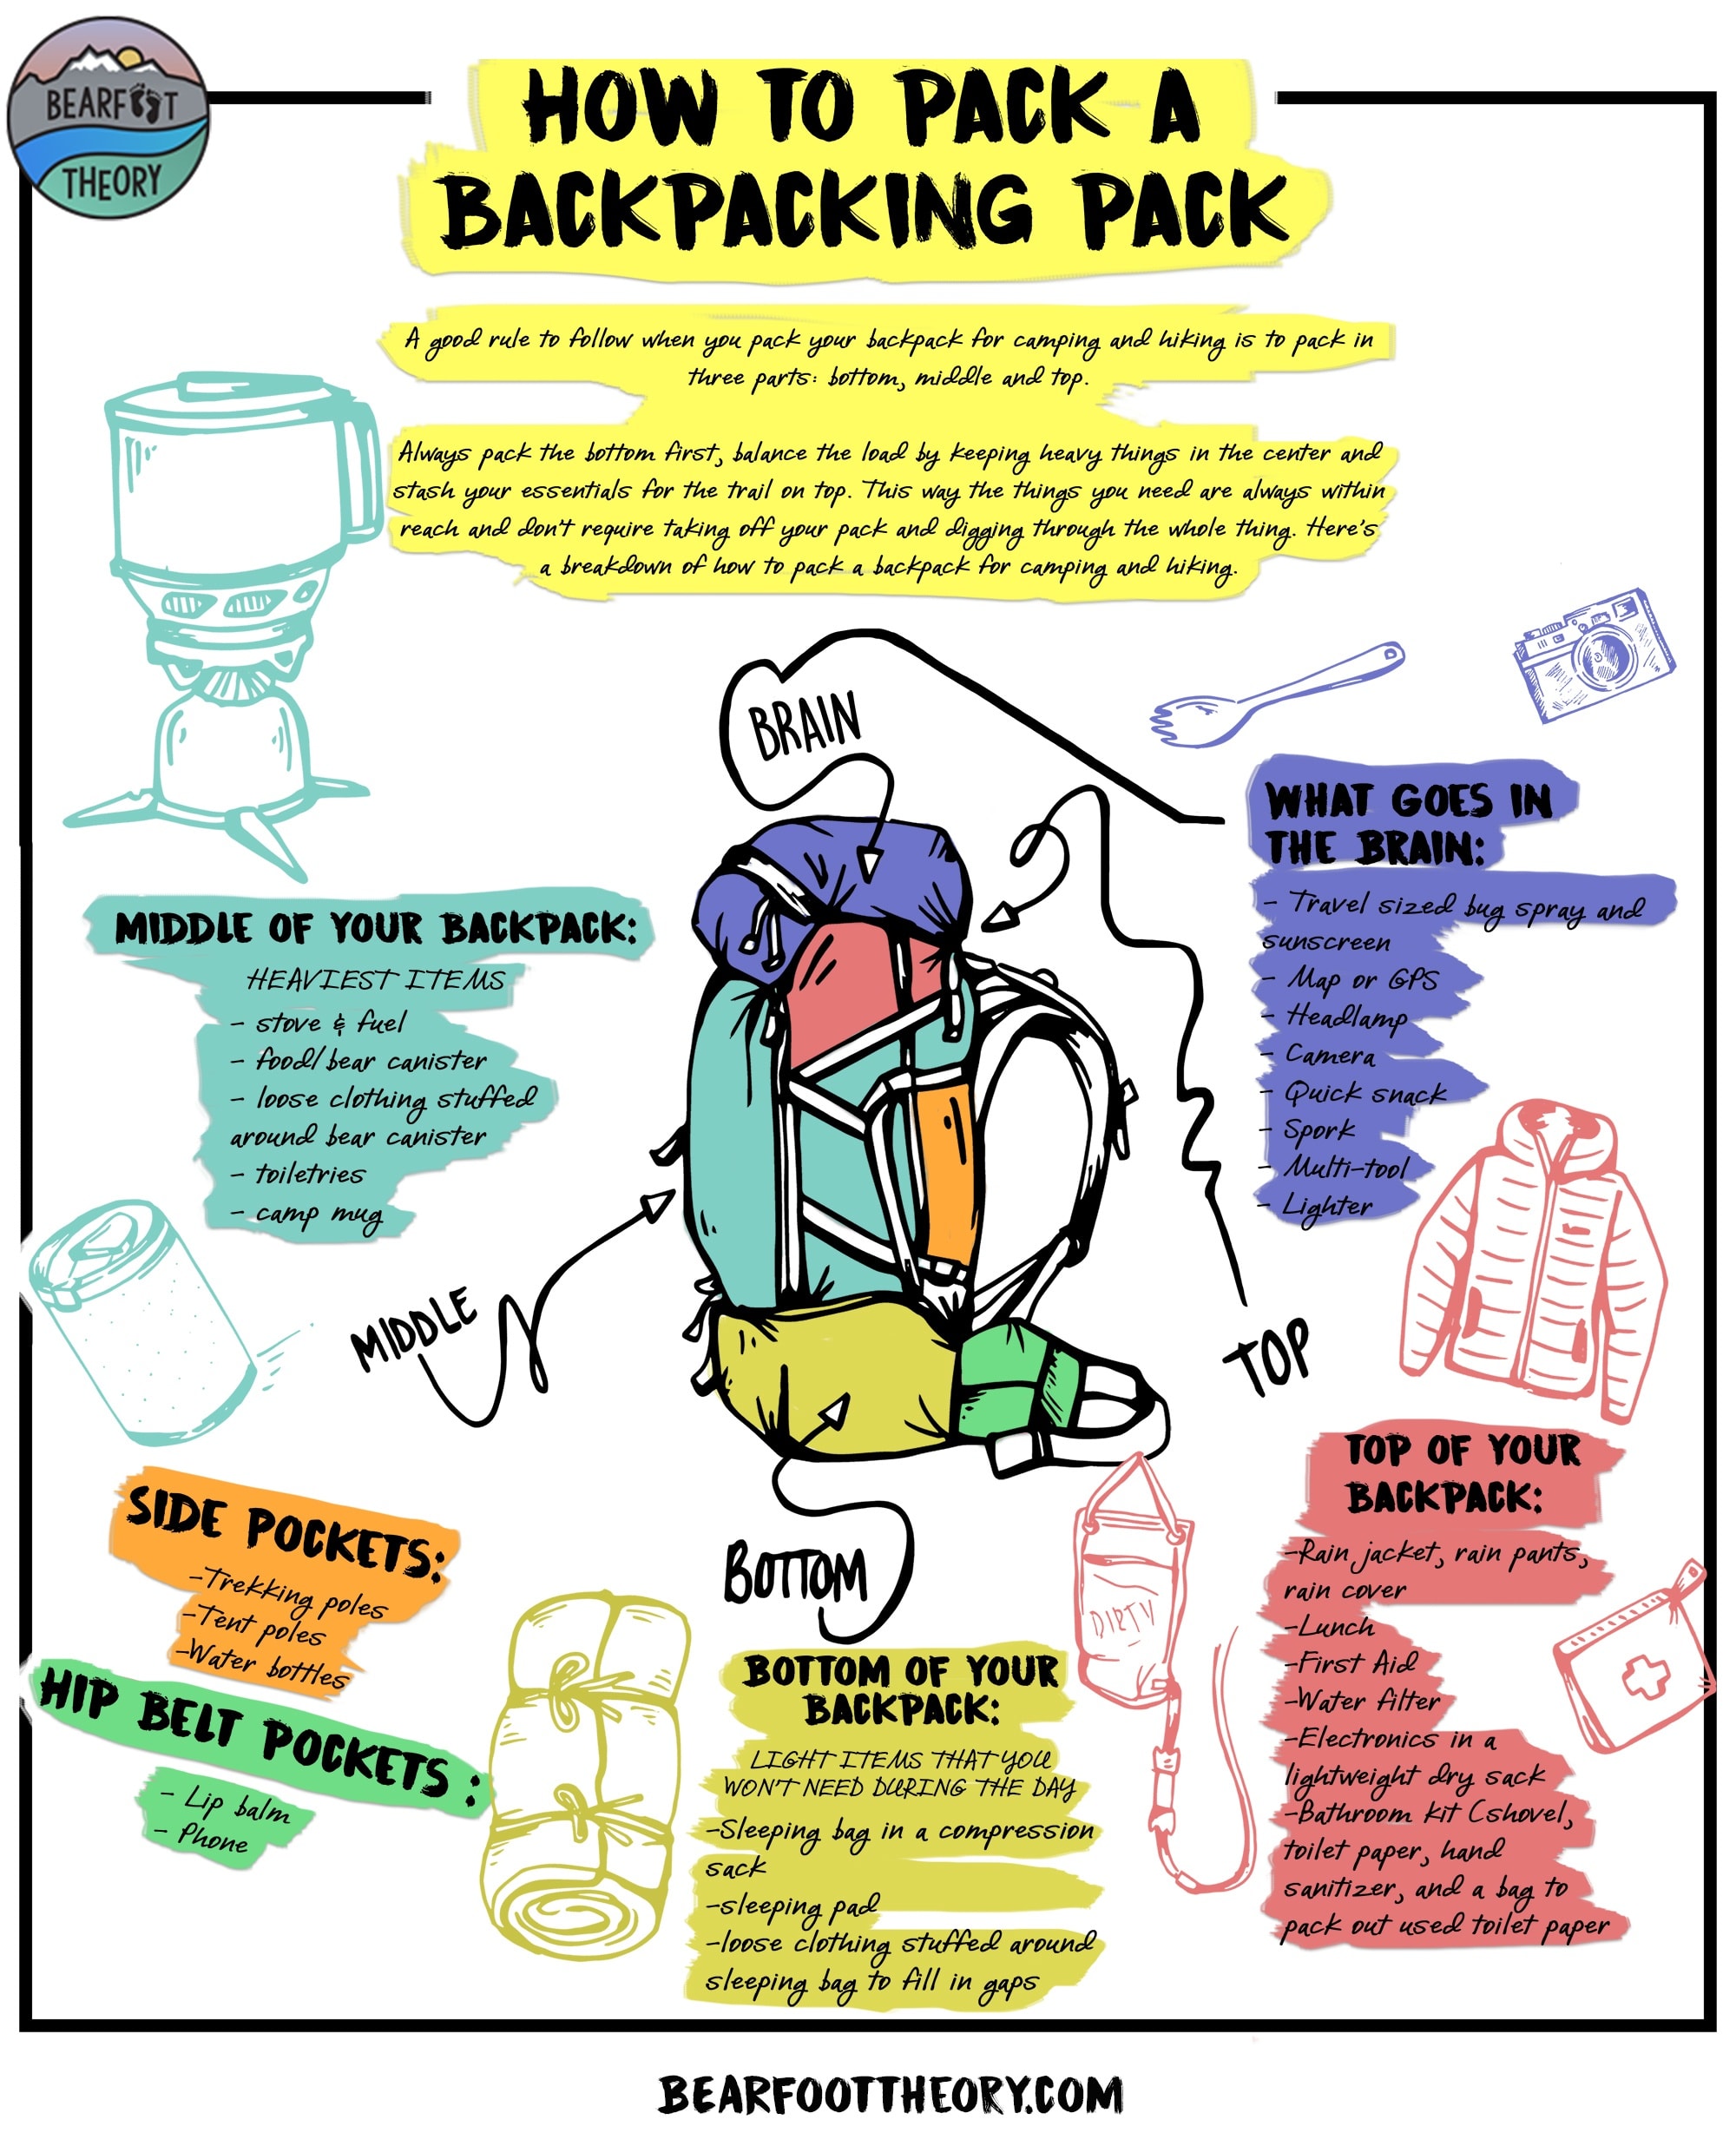 BEARFOOT
THEORY
HOW TO PACK A
BACKPACKING PACK
A good rule to follow when you pack your backpack for camping and hiking is to pack in
three parts: bottom, middle and top.
Always pack the bottom first, balance the load by keeping heavy things in the center and
stash your essentials for the trail on top. This way the things you need are always within
reach and don't require taking off your pack and digging through the whole thing. Here's
a breakdown of how to pack a backpack for camping and hiking.
BRAIN
WHAT GOES IN
THE BRAIN:
- Travel sized bug spray and
sunscreen
- Map or GPS
- Headlamp
- Camera
- Quick snack
- Spork
- Multi-tool
- Lighter
MIDDLE OF YOUR BACKPACK:
HEAVIEST ITEMS
- stove & fuel
- food/bear canister
- loose clothing stuffed
around bear canister
- toiletries
- camp mug
MIDDLE
TOP
TOP OF YOUR
BACKPACK:
-Rain jacket, rain pants,
rain cover
-Lunch
-First Aid
-Water filter
-Electronics in a
lightweight dry sack
-Bathroom kit (shovel,
toilet paper, hand
sanitizer, and a bag to
pack out used toilet paper
DIRTY
SIDE POCKETS:
-Trekking poles
-Tent poles
-Water bottles
HIP BELT POCKETS :
- Lip balm
- Phone
BOTTOM
BOTTOM OF YOUR
BACKPACK:
LIGHT ITEMS THAT YOU
WON'T NEED DURING THE DAY
-Sleeping bag in a compression
sack
-sleeping pad
-loose clothing stuffed around
sleeping bag to fill in gaps
BEARFOOTTHEORY.COM